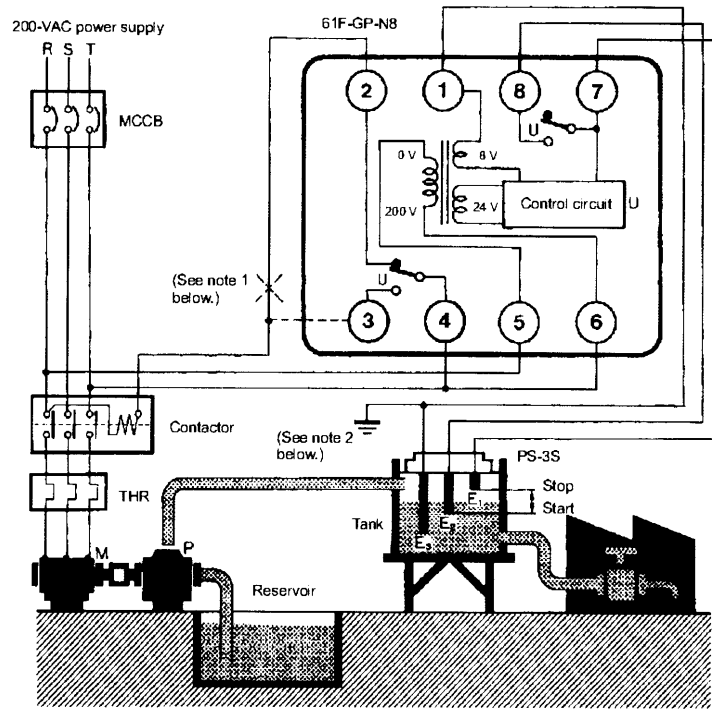 200-VAC power supply
R S T
MCCB
61F-GP-N8
2 1 8 7
U
0 V 8 V
200 V 24 V
Control circuit U
(See note 1
below.)
U
3 4 5 6
Contactor
(See note 2
below.)
PS-3S
THR
Tank
E1
E2
E3
Stop
Start
M
P
Reservoir